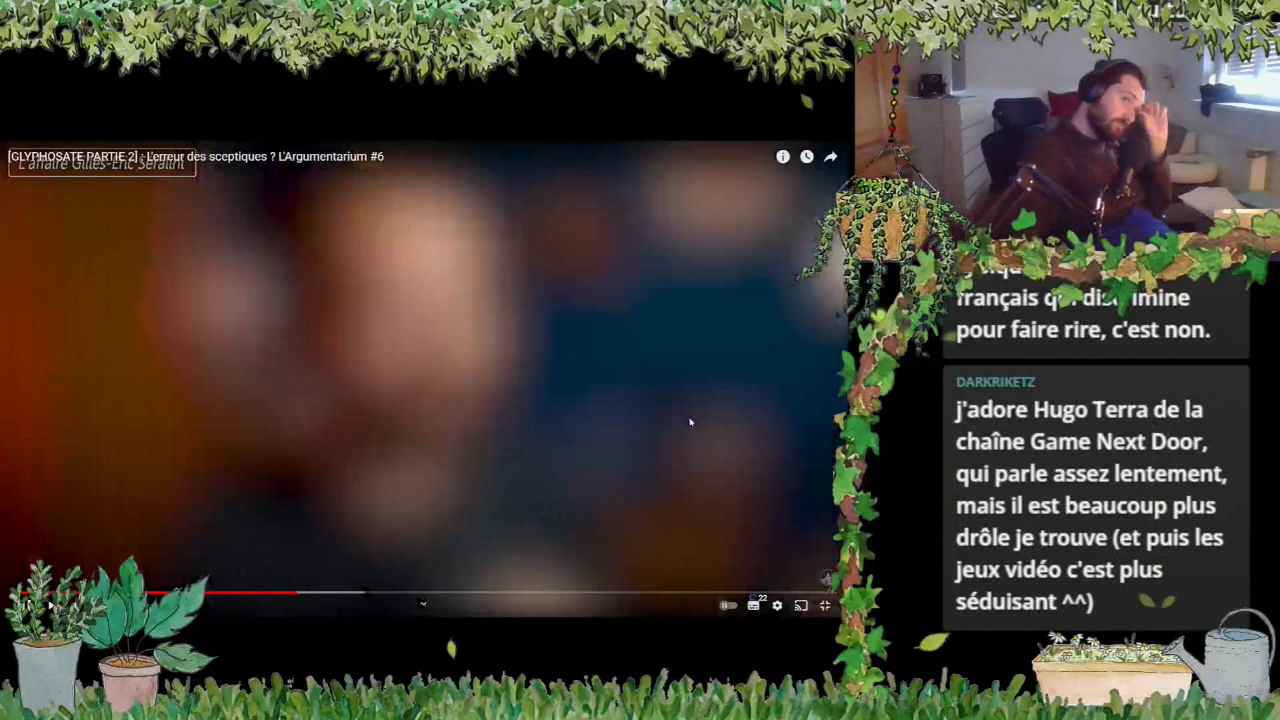 [GLYPHOSATE PARTIE 2] : L'erreur des sceptiques ? L'Argumentarium #6
L'affaire Gilles-Eric Séralini
22
français qui discrimine
pour faire rire, c'est non.
DARKRIKETZ
j'adore Hugo Terra de la
chaîne Game Next Door,
qui parle assez lentement,
mais il est beaucoup plus
drôle je trouve (et puis les
jeux vidéo c'est plus
séduisant ^^)